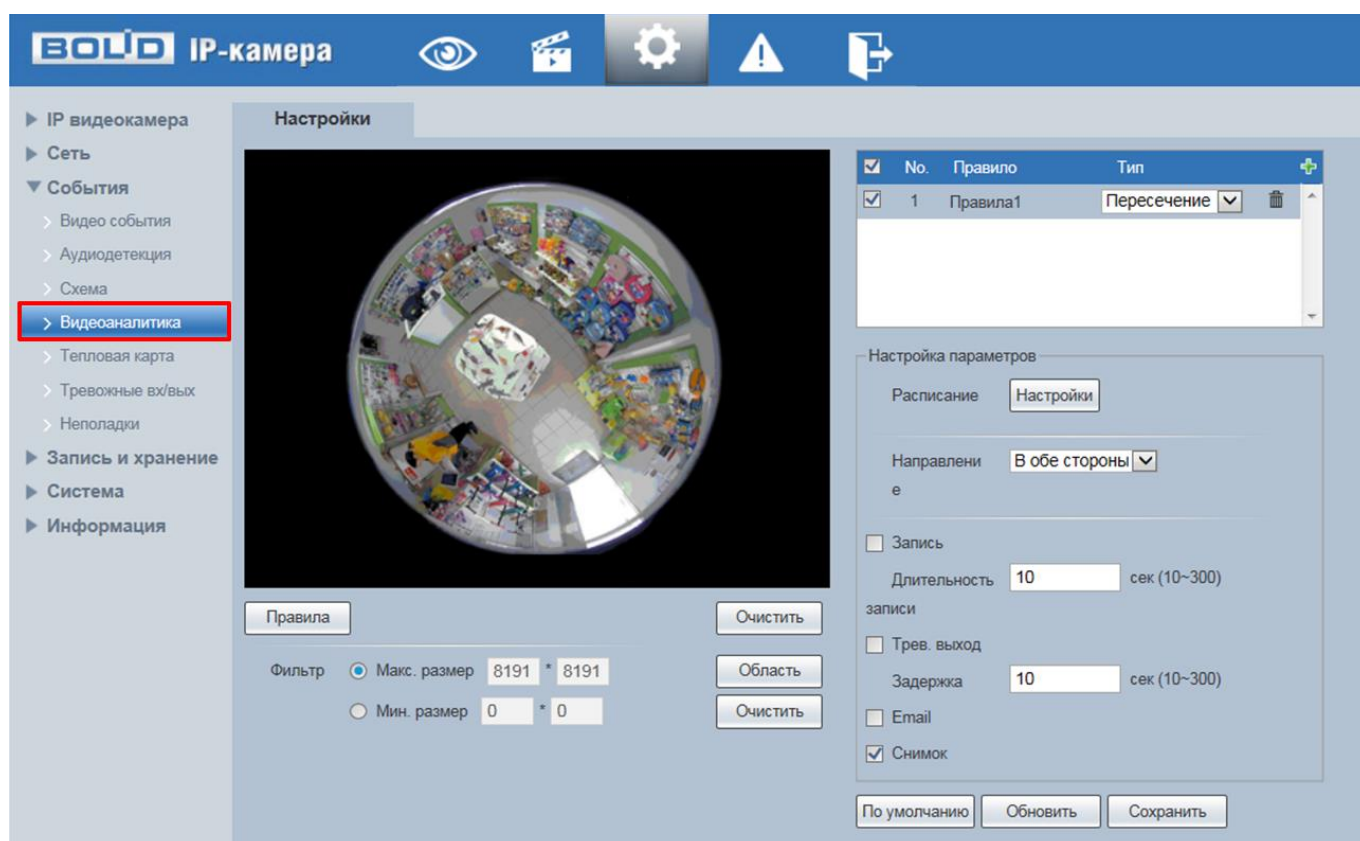 BOLID IP-камера
IP видеокамера
Сеть
События
Видео события
Аудиодетекция
Схема
Видеоаналитика
Тепловая карта
Тревожные вх/вых
Неполадки
Запись и хранение
Система
Информация
Настройки
Правила
Очистить
Фильтр Макс. размер 8191 * 8191 Область
Мин. размер 0 * 0 Очистить
No. Правило Тип
1 Правила1 Пересечение
Настройка параметров
Расписание Настройки
Направлени В обе стороны
е
Запись
Длительность 10 сек (10~300)
записи
Трев. выход
Задержка 10 сек (10~300)
Email
Снимок
По умолчанию Обновить Сохранить